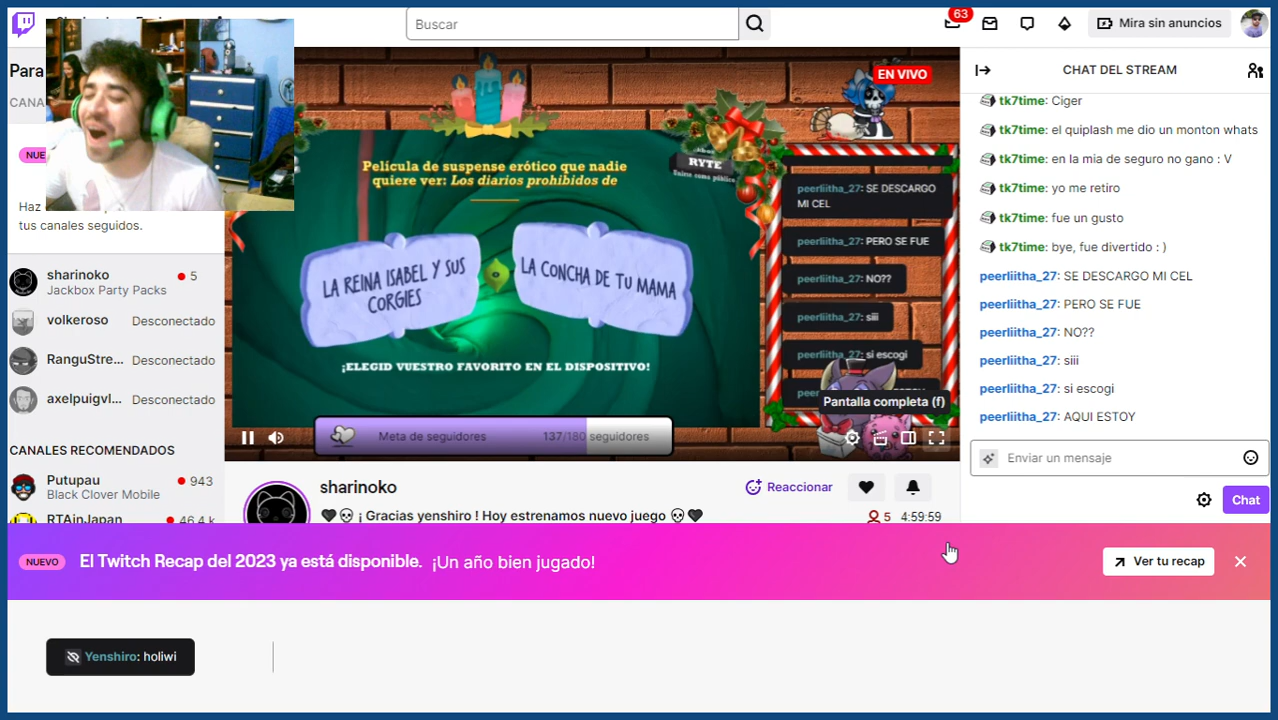 Buscar
63
Mira sin anuncios
Para
CANA
NUE
Haz
tus canales seguidos.
sharinoko
5
Jackbox Party Packs
volkeroso
Desconectado
RanguStre...
Desconectado
axelpuigvl...
Desconectado
CANALES RECOMENDADOS
Putupau
943
Black Clover Mobile
RTAinJapan
46,4 k
EN VIVO
Película de suspense erótico que nadie
quiere ver: Los diarios prohibidos de
RYTE
Unirse como público
LA REINA ISABEL Y SUS
CORGIES
LA CONCHA DE TU MAMA
¡ELEGID VUESTRO FAVORITO EN EL DISPOSITIVO!
peerliitha_27: SE DESCARGO
MI CEL
peerliitha_27: PERO SE FUE
peerliitha_27: NO??
peerliitha_27: siii
peerliitha_27: si escogi
peer
Pantalla completa (f)
Meta de seguidores
137/180 seguidores
sharinoko
Reaccionar
¡ Gracias yenshiro ! Hoy estrenamos nuevo juego
5
4:59:59
CHAT DEL STREAM
tk7time: Ciger
tk7time: el quiplash me dio un monton whats
tk7time: en la mia de seguro no gano : V
tk7time: yo me retiro
tk7time: fue un gusto
tk7time: bye, fue divertido : )
peerliitha_27: SE DESCARGO MI CEL
peerliitha_27: PERO SE FUE
peerliitha_27: NO??
peerliitha_27: siii
peerliitha_27: si escogi
peerliitha_27: AQUI ESTOY
Enviar un mensaje
Chat
NUEVO
El Twitch Recap del 2023 ya está disponible. ¡Un año bien jugado!
Ver tu recap
Yenshiro: holiwi